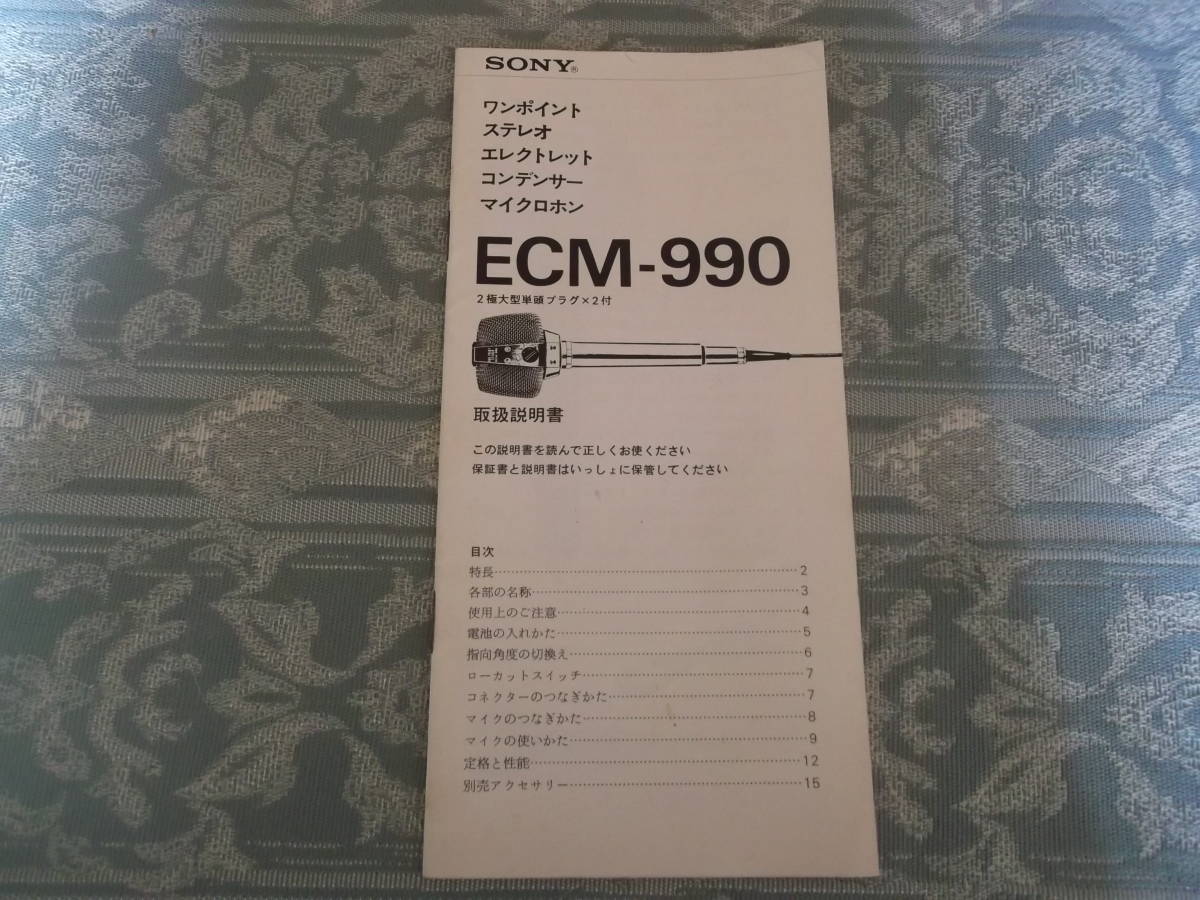 SONY®
ワンポイント
ステレオ
エレクトレット
コンデンサー
マイクロホン
ECM-990
2極大型単頭プラグ×2付
取扱説明書
この説明書を読んで正しくお使ください
保証書と説明書はいっしょに保管してください
目次
特長 2
各部の名称 3
使用上のご注意 4
電池の入れかた 5
指向角度の切換え 6
ローカットスイッチ 7
コネクターのつなぎかた 7
マイクのつなぎかた 8
マイクの使いかた 9
定格と性能 12
別売アクセサリー 15